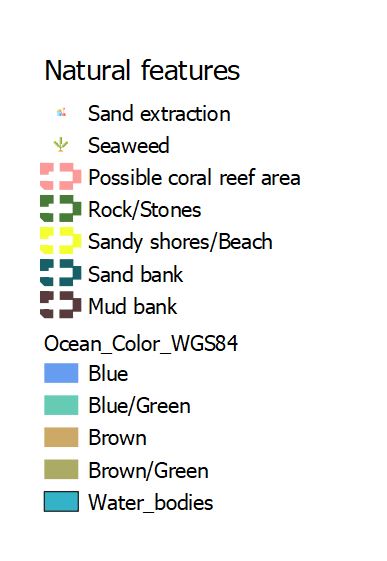 Natural features
Sand extraction
Seaweed
Possible coral reef area
Rock/Stones
Sandy shores/Beach
Sand bank
Mud bank
Ocean_Color_WGS84
Blue
Blue/Green
Brown
Brown/Green
Water_bodies